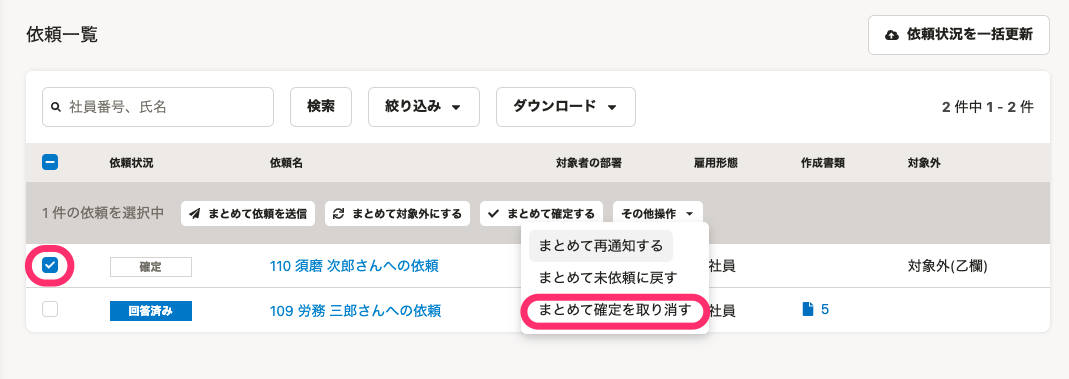 依頼一覧
依頼状況を一括更新
社員番号、氏名
検索
絞り込み
ダウンロード
2 件中 1 - 2 件
依頼状況 依頼名 対象者の部署 雇用形態 作成書類 対象外
1 件の依頼を選択中 まとめて依頼を送信 まとめて対象外にする まとめて確定する その他操作
まとめて再通知する
まとめて未依頼に戻す
まとめて確定を取り消す
確定 110 須磨 次郎さんへの依頼 社員 対象外(乙欄)
回答済み 109 労務 三郎さんへの依頼 社員 5